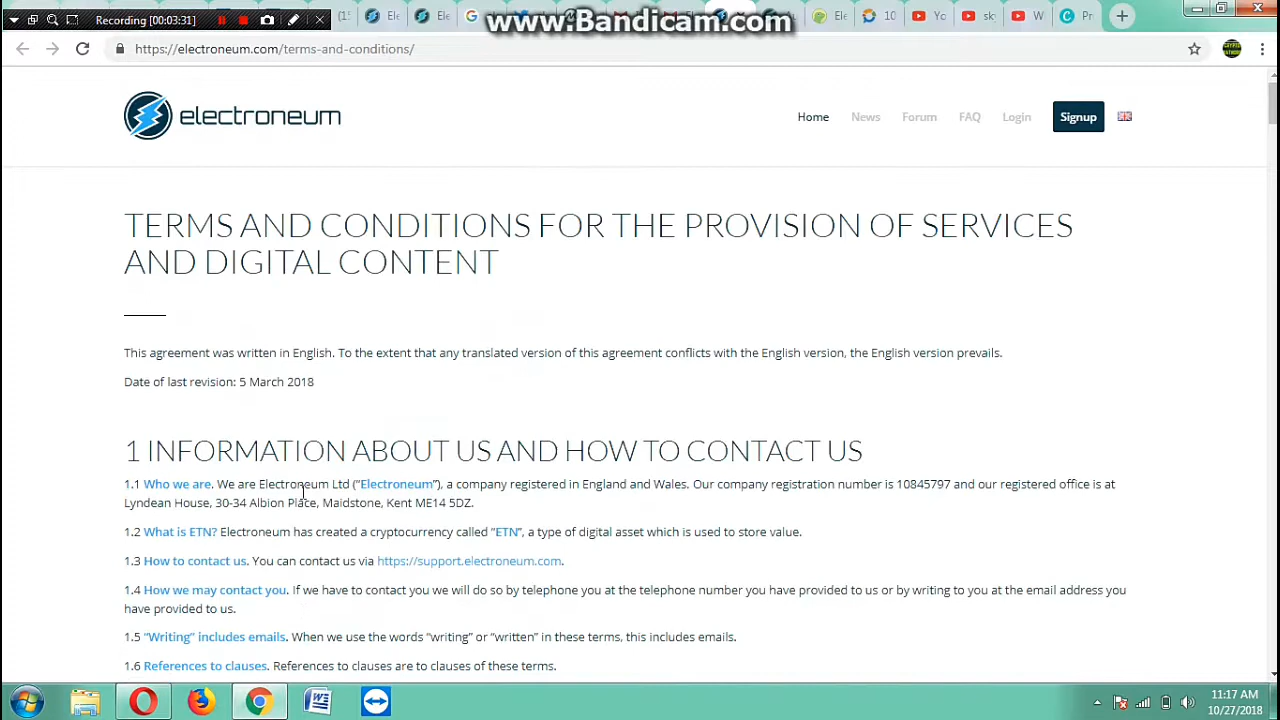 Recording [00:03:31]
www.Bandicam.com
(1 Ele Ele G Ele 10 Yo sk W Pr
https://electroneum.com/terms-and-conditions/
electroneum
Home News Forum FAQ Login Signup
TERMS AND CONDITIONS FOR THE PROVISION OF SERVICES
AND DIGITAL CONTENT
This agreement was written in English. To the extent that any translated version of this agreement conflicts with the English version, the English version prevails.
Date of last revision: 5 March 2018
1 INFORMATION ABOUT US AND HOW TO CONTACT US
1.1 Who we are. We are Electroneum Ltd (“Electroneum”), a company registered in England and Wales. Our company registration number is 10845797 and our registered office is at
Lyndean House, 30-34 Albion Place, Maidstone, Kent ME14 5DZ.
1.2 What is ETN? Electroneum has created a cryptocurrency called “ETN”, a type of digital asset which is used to store value.
1.3 How to contact us. You can contact us via https://support.electroneum.com.
1.4 How we may contact you. If we have to contact you we will do so by telephone you at the telephone number you have provided to us or by writing to you at the email address you
have provided to us.
1.5 “Writing” includes emails. When we use the words “writing” or “written” in these terms, this includes emails.
1.6 References to clauses. References to clauses are to clauses of these terms.
11:17 AM
10/27/2018